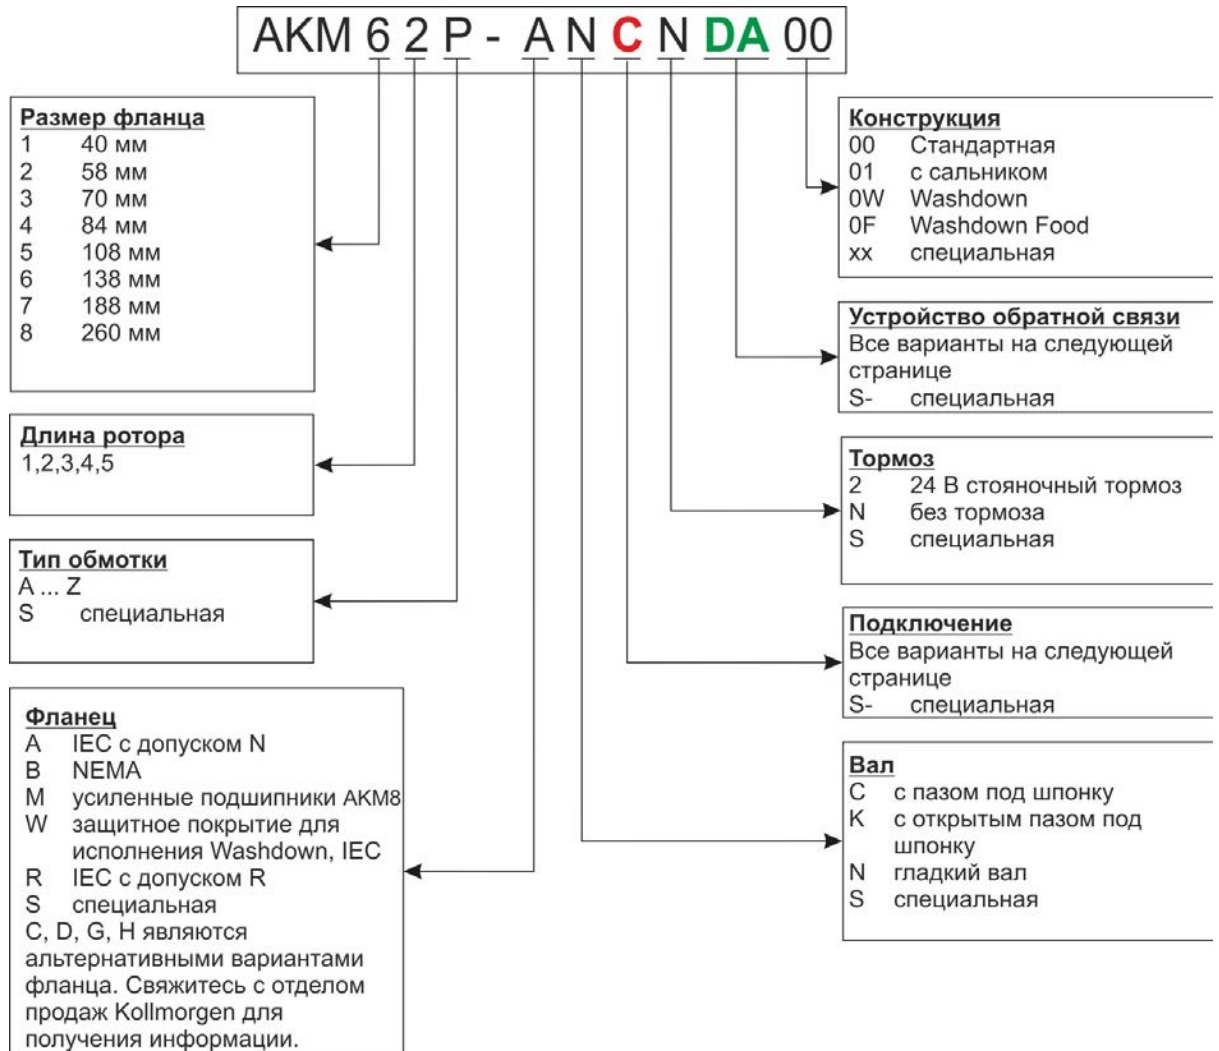 AKM 6 2 P - A N C N DA 00
Размер фланца
1 40 мм
2 58 мм
3 70 мм
4 84 мм
5 108 мм
6 138 мм
7 188 мм
8 260 мм
Длина ротора
1,2,3,4,5
Тип обмотки
A ... Z
S специальная
Фланец
A IEC с допуском N
B NEMA
M усиленные подшипники AKM8
W защитное покрытие для
исполнения Washdown, IEC
R IEC с допуском R
S специальная
C, D, G, H являются
альтернативными вариантами
фланца. Свяжитесь с отделом
продаж Kollmorgen для
получения информации.
Конструкция
00 Стандартная
01 с сальником
0W Washdown
0F Washdown Food
xx специальная
Устройство обратной связи
Все варианты на следующей
странице
S- специальная
Тормоз
2 24 В стояночный тормоз
N без тормоза
S специальная
Подключение
Все варианты на следующей
странице
S- специальная
Вал
C с пазом под шпонку
K с открытым пазом под
шпонку
N гладкий вал
S специальная